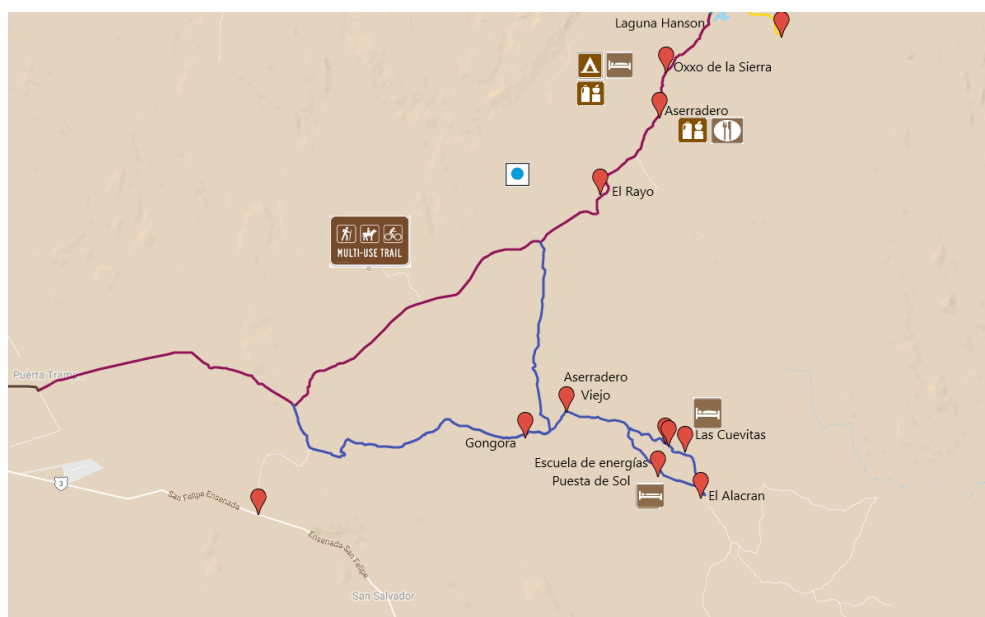 Laguna Hanson
Oxxo de la Sierra
Aserradero
El Rayo
MULTI-USE TRAIL
Puerta Trampa
Aserradero
Viejo
Gongora
Las Cuevitas
Escuela de energías
Puesta de Sol
El Alacran
3
San Felipe-Ensenada
Ensenada-San
Felipe
San Salvador